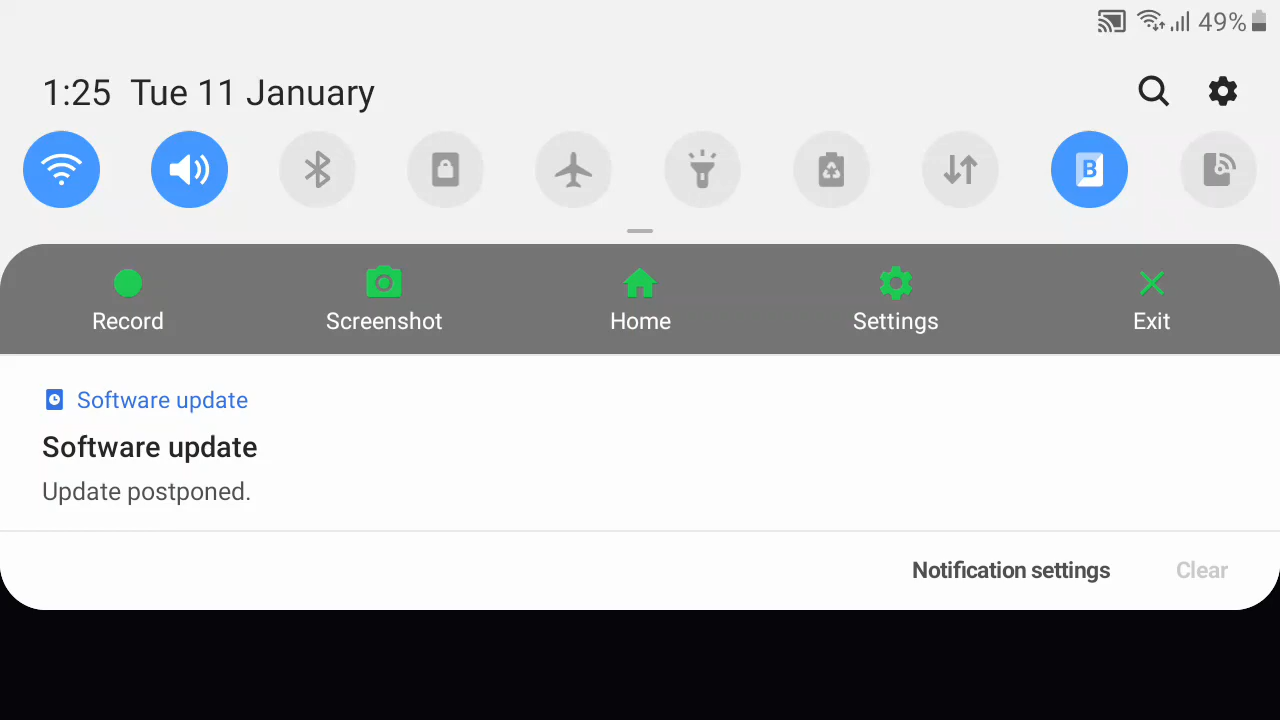 49%
1:25 Tue 11 January
B
Record Screenshot Home Settings Exit
Software update
Software update
Update postponed.
Notification settings Clear